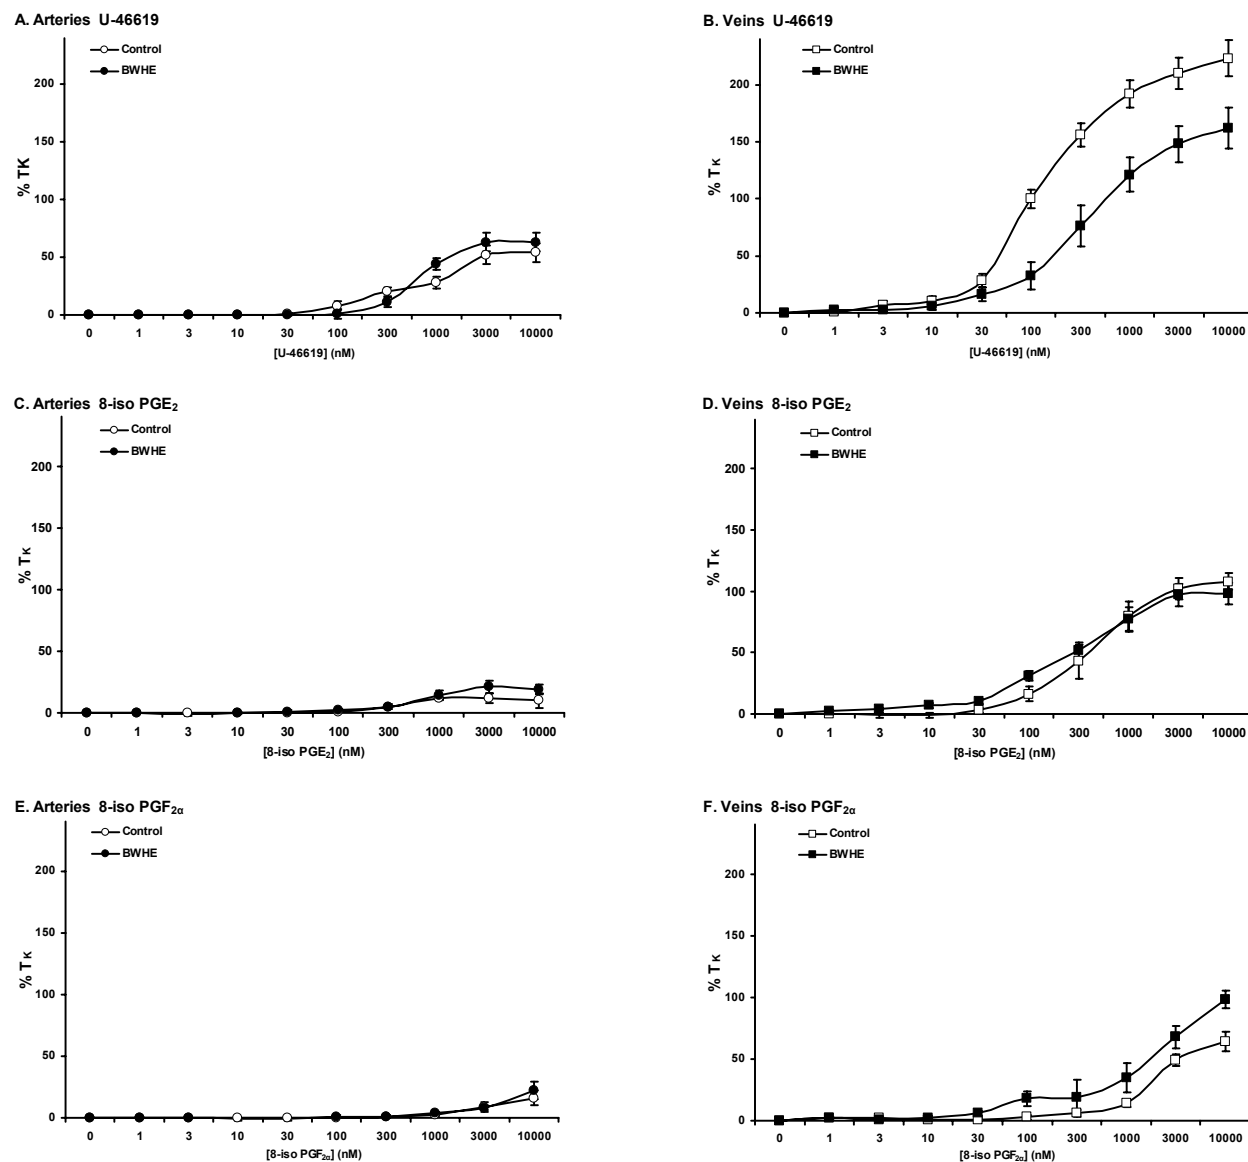 A. Arteries U-46619
Control
BWHE
200
150
100
50
0
% TK
0 1 3 10 30 100 300 1000 3000 10000
[U-46619] (nM)
B. Veins U-46619
Control
BWHE
200
150
100
50
0
% TK
0 1 3 10 30 100 300 1000 3000 10000
[U-46619] (nM)
C. Arteries 8-iso PGE2
Control
BWHE
200
150
100
50
0
% TK
0 1 3 10 30 100 300 1000 3000 10000
[8-iso PGE2] (nM)
D. Veins 8-iso PGE2
Control
BWHE
200
150
100
50
0
% TK
0 1 3 10 30 100 300 1000 3000 10000
[8-iso PGE2] (nM)
E. Arteries 8-iso PGF2α
Control
BWHE
200
150
100
50
0
% TK
0 1 3 10 30 100 300 1000 3000 10000
[8-iso PGF2α] (nM)
F. Veins 8-iso PGF2α
Control
BWHE
200
150
100
50
0
% TK
0 1 3 10 30 100 300 1000 3000 10000
[8-iso PGF2α] (nM)